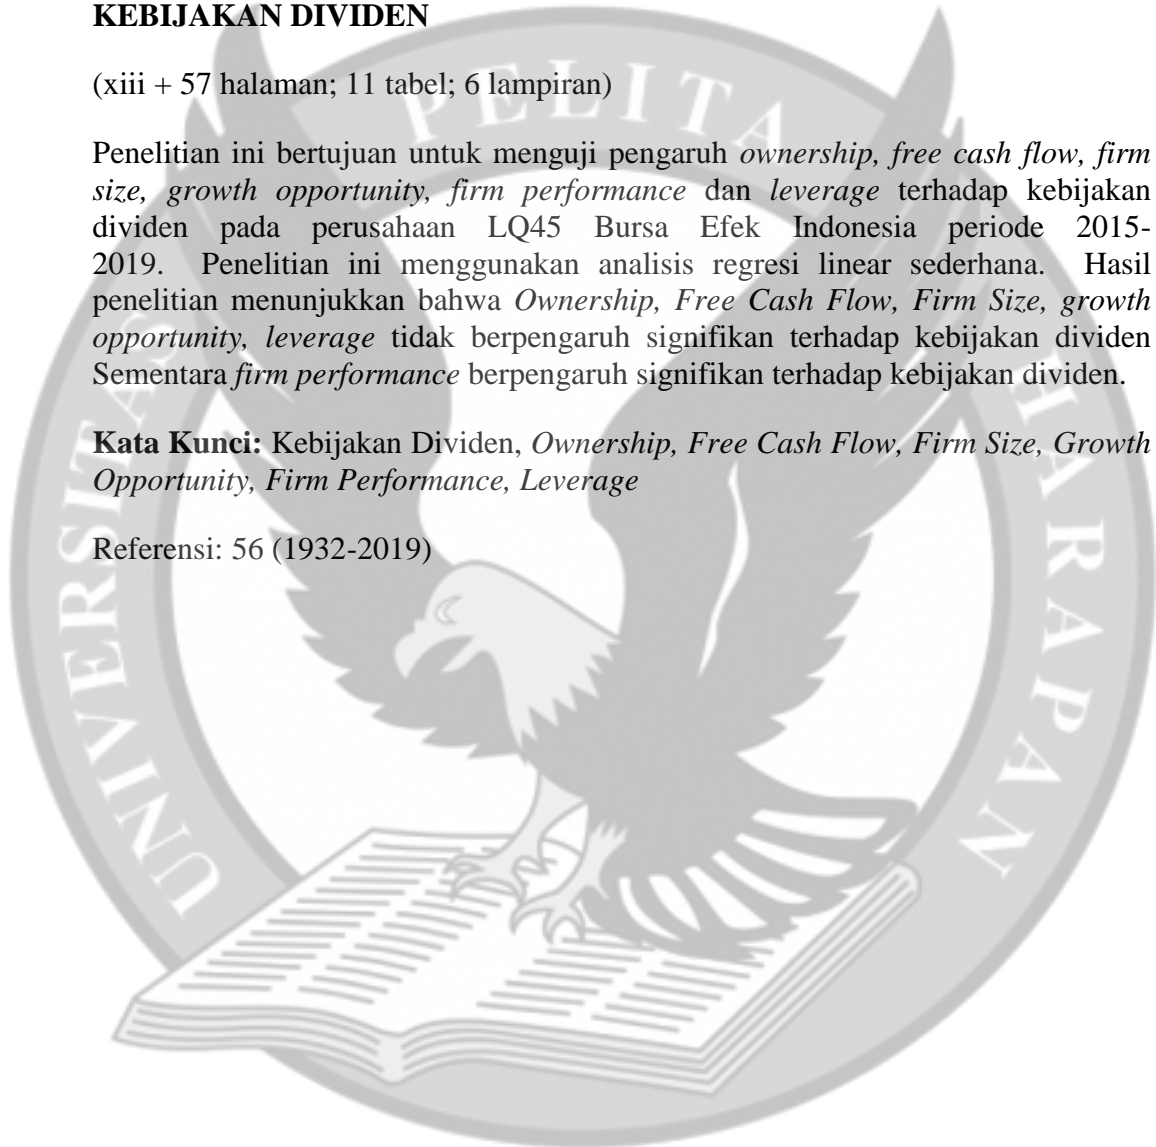 KEBIJAKAN DIVIDEN
(xiii + 57 halaman; 11 tabel; 6 lampiran)
Penelitian ini bertujuan untuk menguji pengaruh ownership, free cash flow, firm
size, growth opportunity, firm performance dan leverage terhadap kebijakan
dividen pada perusahaan LQ45 Bursa Efek Indonesia periode 2015-
2019. Penelitian ini menggunakan analisis regresi linear sederhana. Hasil
penelitian menunjukkan bahwa Ownership, Free Cash Flow, Firm Size, growth
opportunity, leverage tidak berpengaruh signifikan terhadap kebijakan dividen
Sementara firm performance berpengaruh signifikan terhadap kebijakan dividen.
Kata Kunci: Kebijakan Dividen, Ownership, Free Cash Flow, Firm Size, Growth
Opportunity, Firm Performance, Leverage
Referensi: 56 (1932-2019)
UNIVERSITAS PELITA HARAPAN